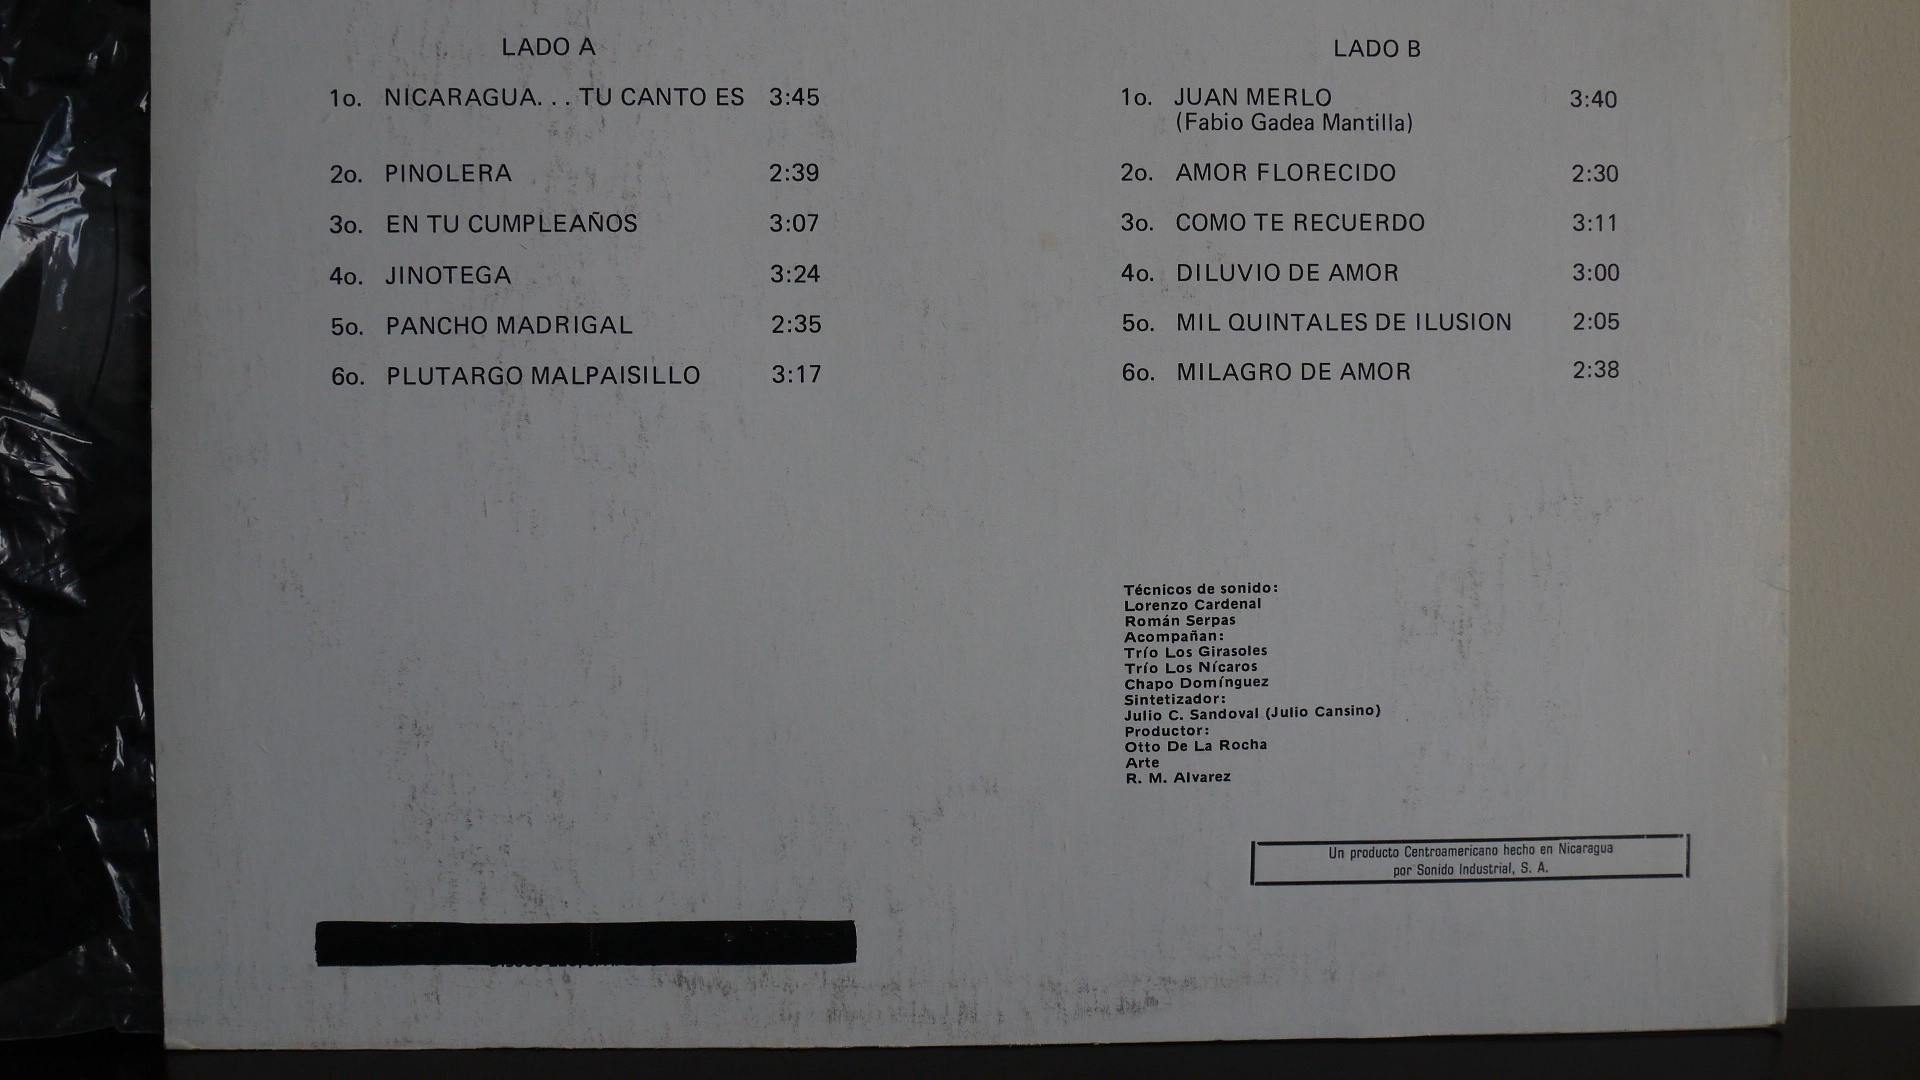 LADO A
1o. NICARAGUA. . . TU CANTO ES 3:45
2o. PINOLERA 2:39
3o. EN TU CUMPLEAÑOS 3:07
4o. JINOTEGA 3:24
5o. PANCHO MADRIGAL 2:35
6o. PLUTARGO MALPAISILLO 3:17
LADO B
1o. JUAN MERLO 3:40
(Fabio Gadea Mantilla)
2o. AMOR FLORECIDO 2:30
3o. COMO TE RECUERDO 3:11
4o. DILUVIO DE AMOR 3:00
5o. MIL QUINTALES DE ILUSION 2:05
6o. MILAGRO DE AMOR 2:38
Técnicos de sonido:
Lorenzo Cardenal
Román Serpas
Acompañan:
Trío Los Girasoles
Trío Los Nícaros
Chapo Domínguez
Sintetizador:
Julio C. Sandoval (Julio Cansino)
Productor:
Otto De La Rocha
Arte
R. M. Alvarez
Un producto Centroamericano hecho en Nicaragua
por Sonido Industrial, S. A.